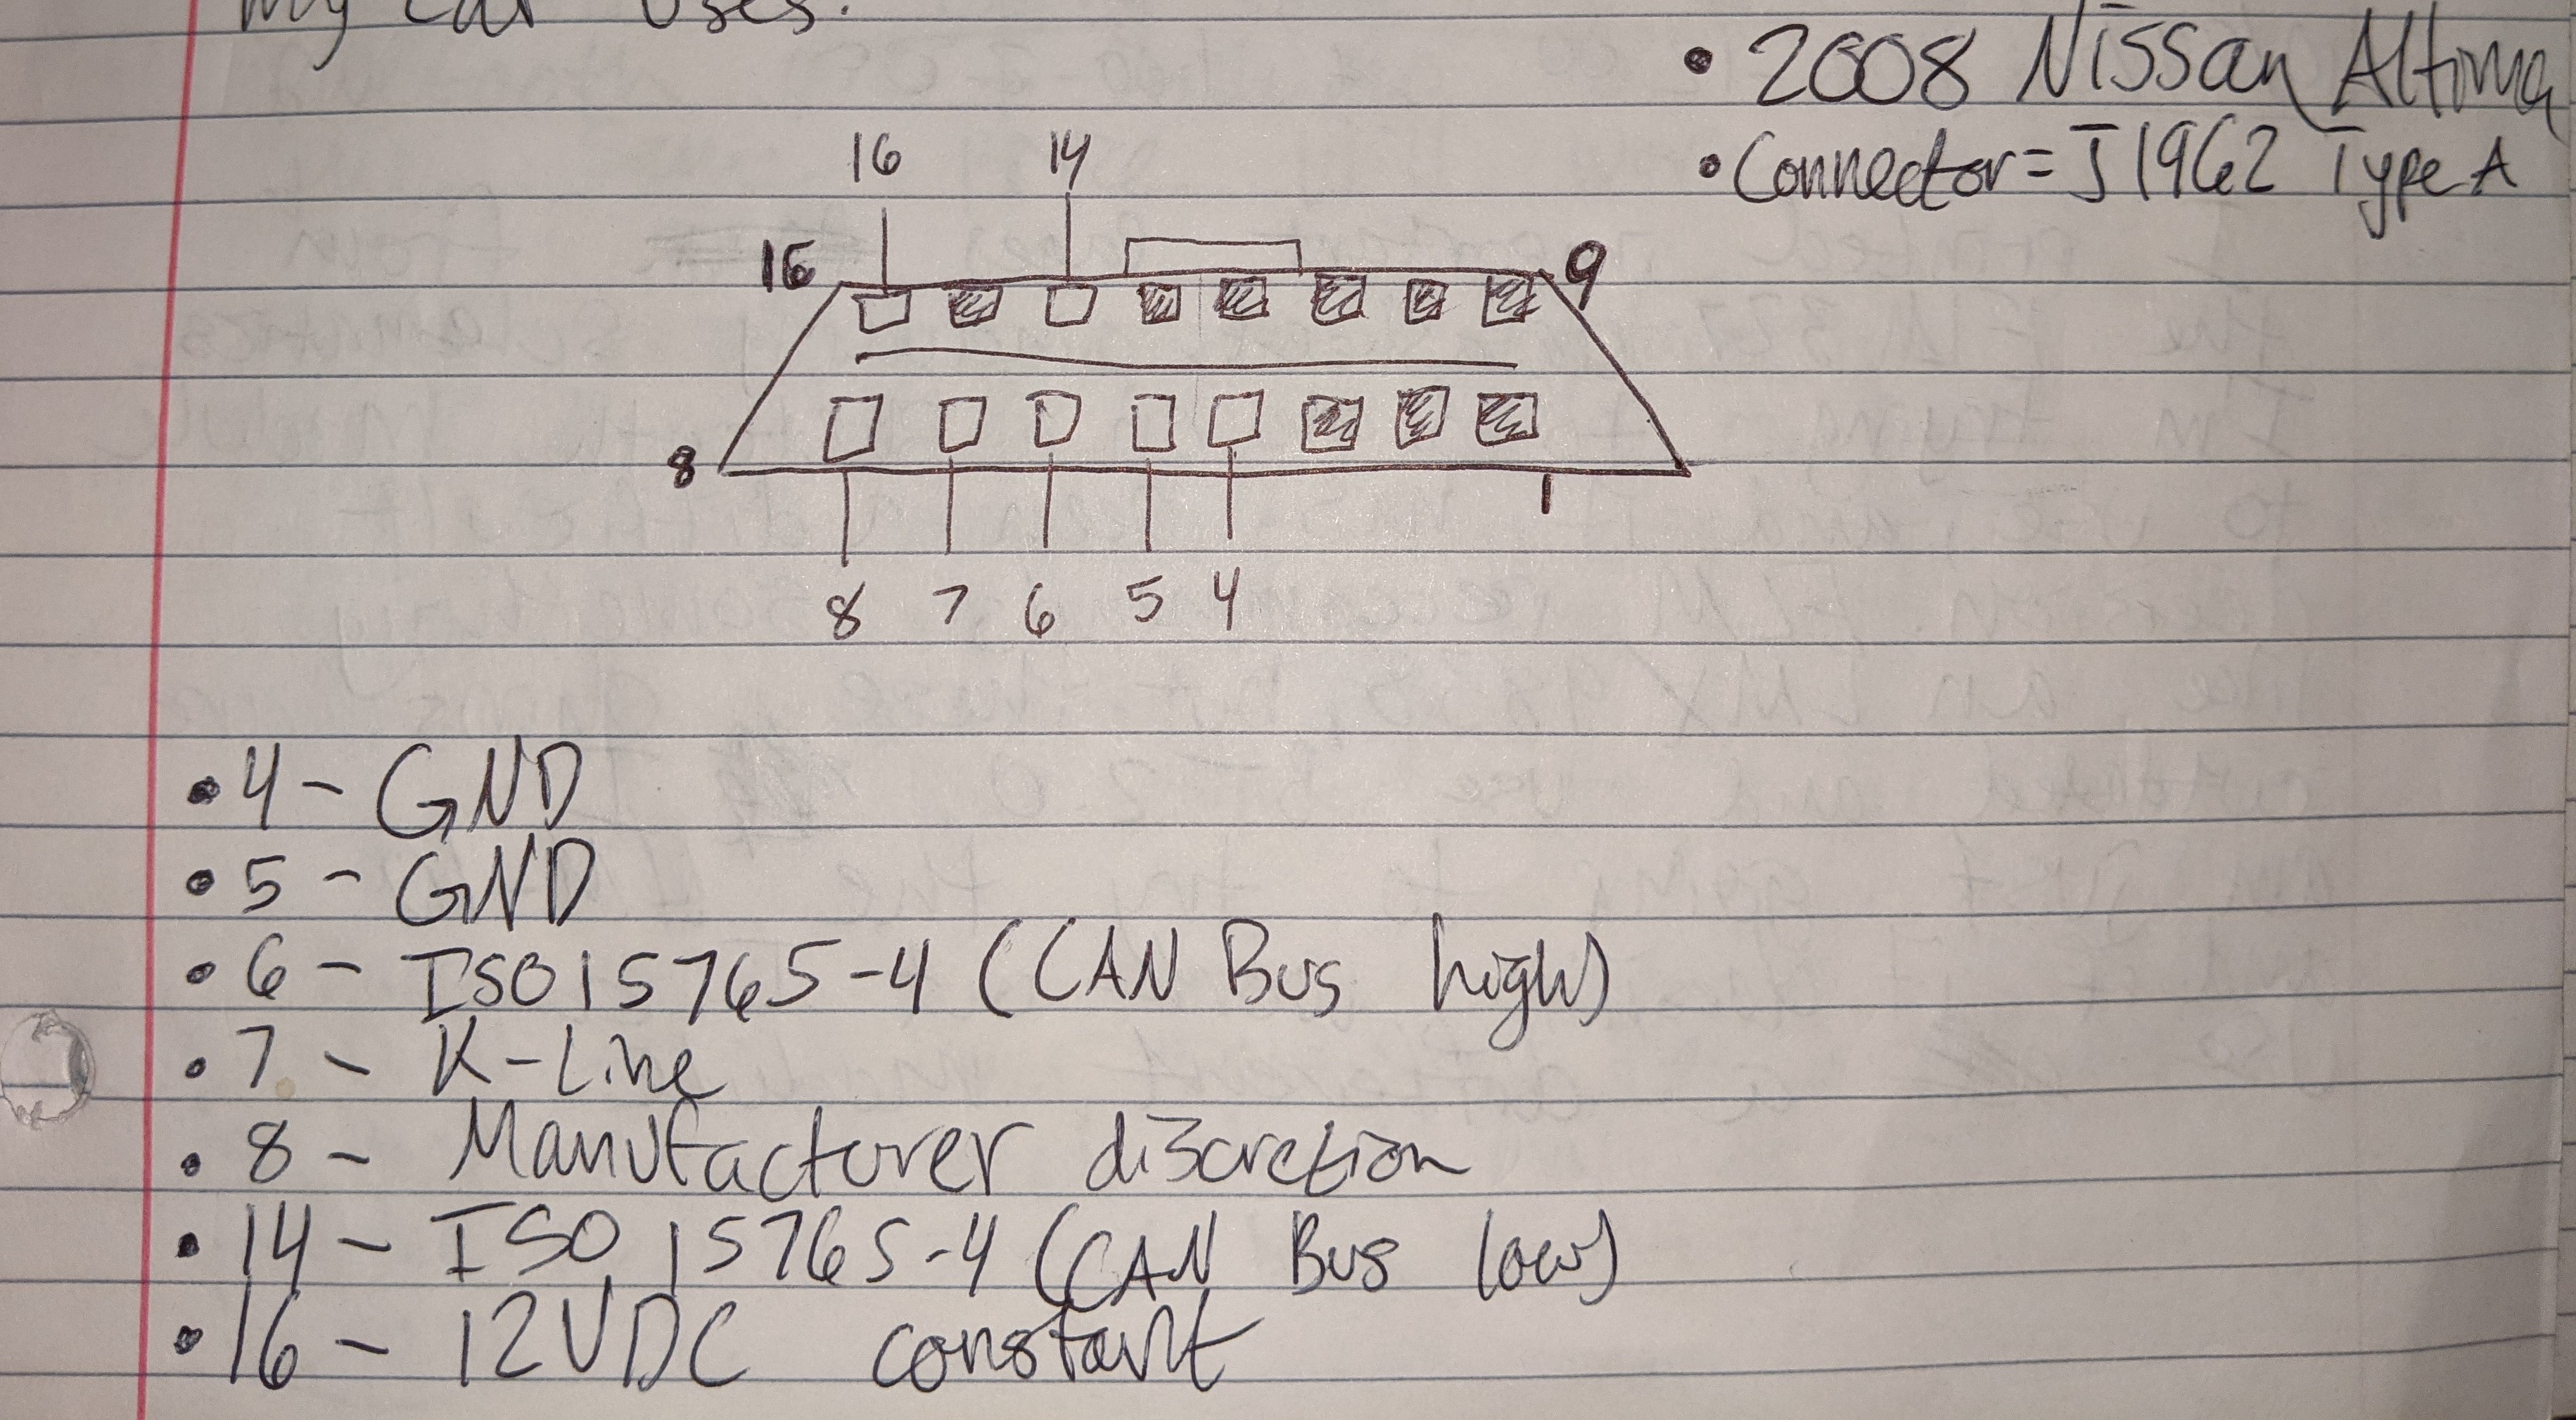 my car uses:
• 2008 Nissan Altima
• Connector = J1962 Type A
16 14
16 9
8 1
8 7 6 5 4
• 4 - GND
• 5 - GND
• 6 - ISO15765-4 (CAN Bus high)
• 7 - K-Line
• 8 - Manufacturer discretion
• 14 - ISO 15765-4 (CAN Bus low)
• 16 - 12VDC constant